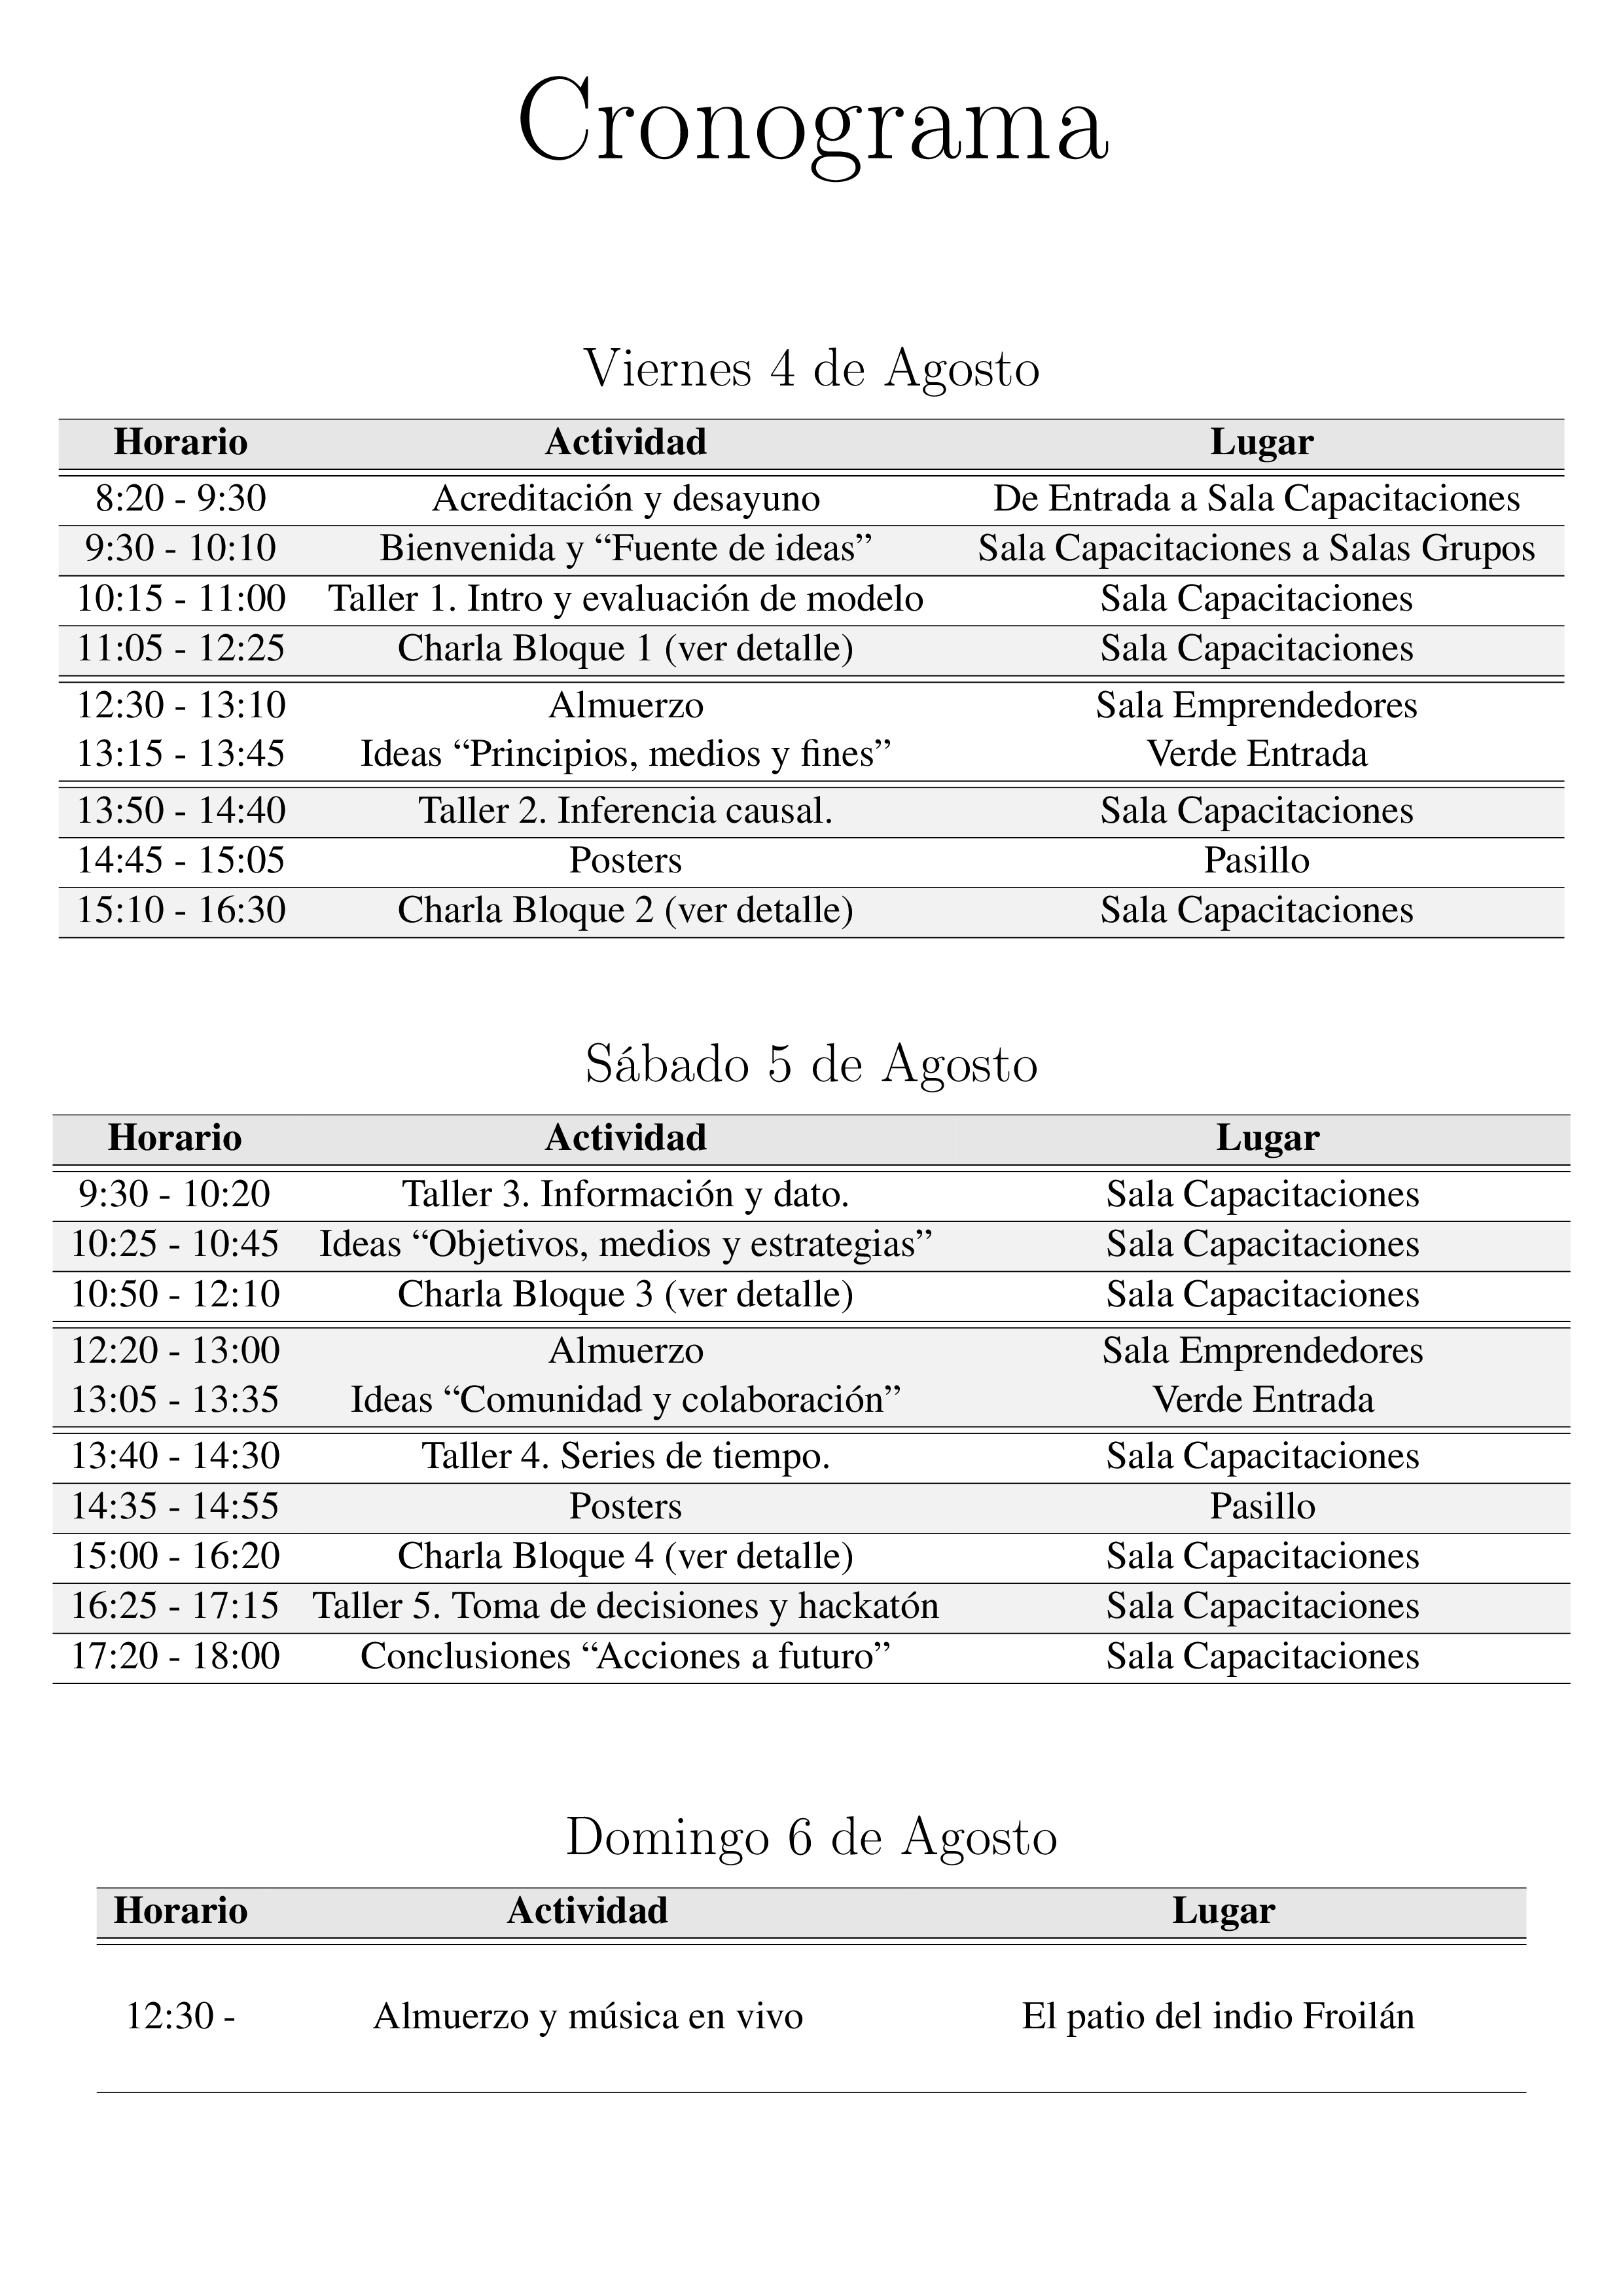 Cronograma
Viernes 4 de Agosto
Horario Actividad Lugar
8:20 - 9:30 Acreditación y desayuno De Entrada a Sala Capacitaciones
9:30 - 10:10 Bienvenida y “Fuente de ideas” Sala Capacitaciones a Salas Grupos
10:15 - 11:00 Taller 1. Intro y evaluación de modelo Sala Capacitaciones
11:05 - 12:25 Charla Bloque 1 (ver detalle) Sala Capacitaciones
12:30 - 13:10 Almuerzo Sala Emprendedores
13:15 - 13:45 Ideas “Principios, medios y fines” Verde Entrada
13:50 - 14:40 Taller 2. Inferencia causal. Sala Capacitaciones
14:45 - 15:05 Posters Pasillo
15:10 - 16:30 Charla Bloque 2 (ver detalle) Sala Capacitaciones
Sábado 5 de Agosto
Horario Actividad Lugar
9:30 - 10:20 Taller 3. Información y dato. Sala Capacitaciones
10:25 - 10:45 Ideas “Objetivos, medios y estrategias” Sala Capacitaciones
10:50 - 12:10 Charla Bloque 3 (ver detalle) Sala Capacitaciones
12:20 - 13:00 Almuerzo Sala Emprendedores
13:05 - 13:35 Ideas “Comunidad y colaboración” Verde Entrada
13:40 - 14:30 Taller 4. Series de tiempo. Sala Capacitaciones
14:35 - 14:55 Posters Pasillo
15:00 - 16:20 Charla Bloque 4 (ver detalle) Sala Capacitaciones
16:25 - 17:15 Taller 5. Toma de decisiones y hackatón Sala Capacitaciones
17:20 - 18:00 Conclusiones “Acciones a futuro” Sala Capacitaciones
Domingo 6 de Agosto
Horario Actividad Lugar
12:30 - Almuerzo y música en vivo El patio del indio Froilán